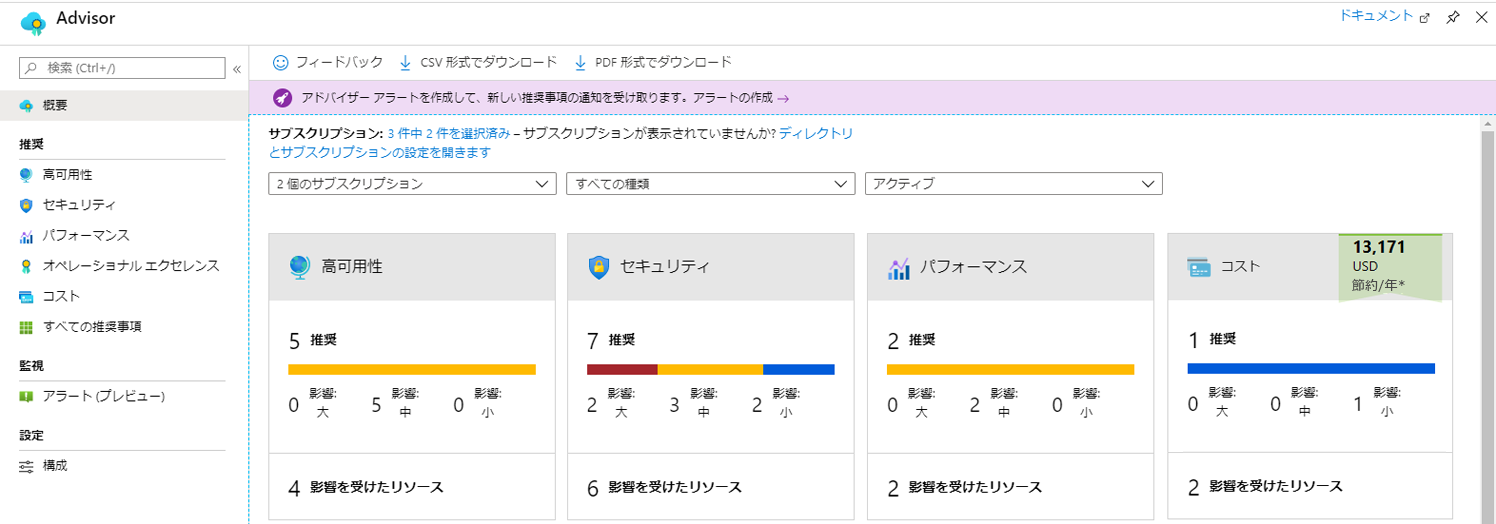 Advisor
ドキュメント
検索 (Ctrl+/)
概要
推奨
高可用性
セキュリティ
パフォーマンス
オペレーショナル エクセレンス
コスト
すべての推奨事項
監視
アラート (プレビュー)
設定
構成
フィードバック
CSV 形式でダウンロード
PDF 形式でダウンロード
アドバイザー アラートを作成して、新しい推奨事項の通知を受け取ります。アラートの作成 →
サブスクリプション: 3 件中 2 件を選択済み – サブスクリプションが表示されていませんか? ディレクトリ
とサブスクリプションの設定を開きます
2 個のサブスクリプション
すべての種類
アクティブ
高可用性
5 推奨
0 影響: 大
5 影響: 中
0 影響: 小
4 影響を受けたリソース
セキュリティ
7 推奨
2 影響: 大
3 影響: 中
2 影響: 小
6 影響を受けたリソース
パフォーマンス
2 推奨
0 影響: 大
2 影響: 中
0 影響: 小
2 影響を受けたリソース
コスト
13,171
USD
節約/年*
1 推奨
0 影響: 大
0 影響: 中
1 影響: 小
2 影響を受けたリソース